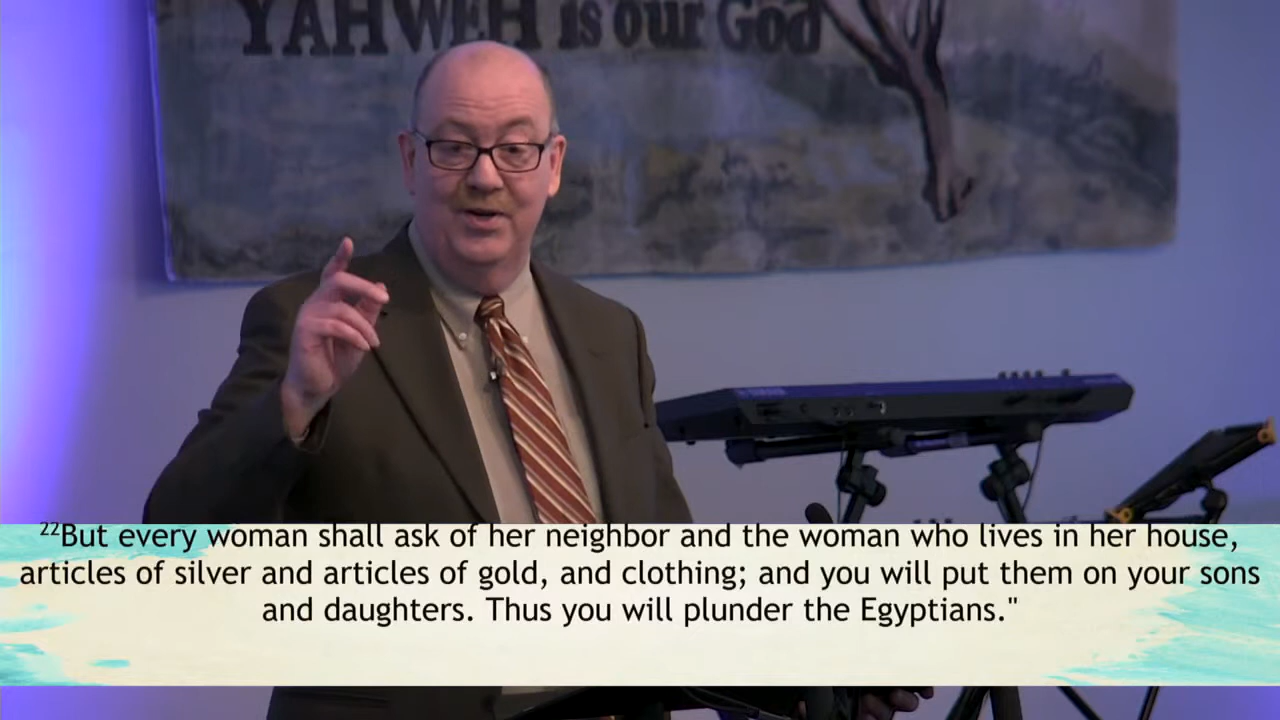 YAHWEH is our God
²²But every woman shall ask of her neighbor and the woman who lives in her house,
articles of silver and articles of gold, and clothing; and you will put them on your sons
and daughters. Thus you will plunder the Egyptians."